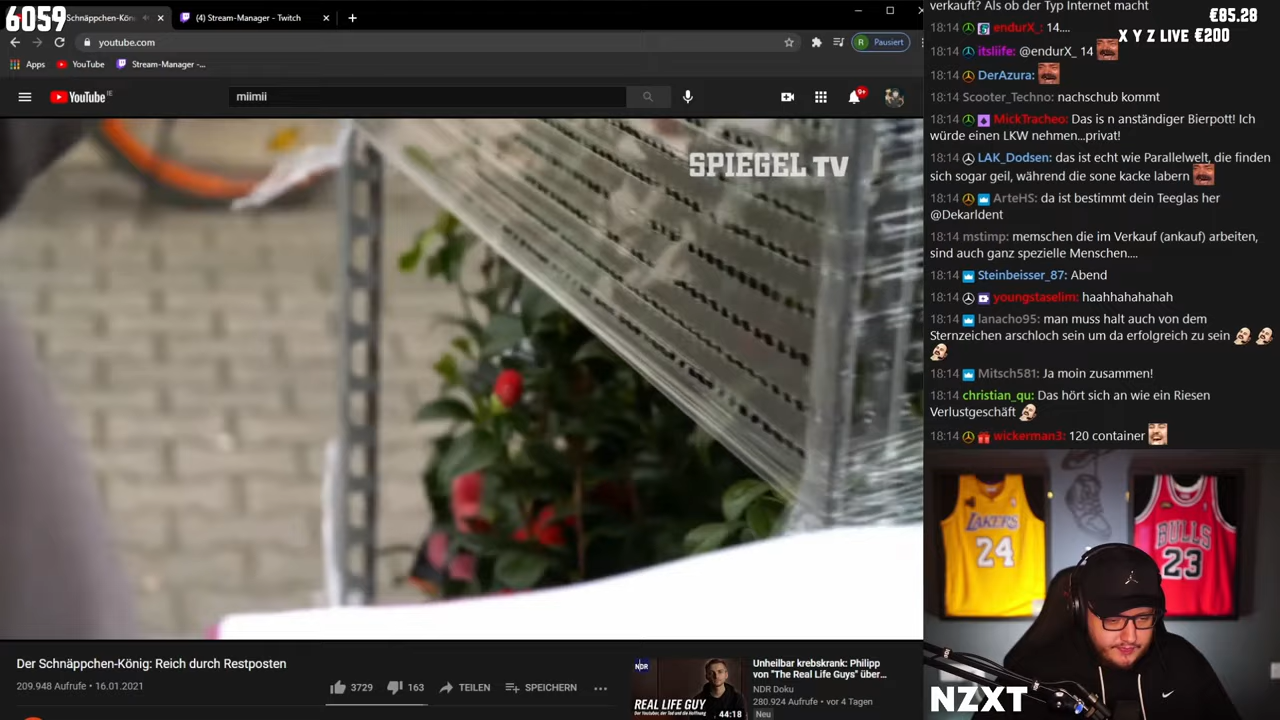 6059
Schnäppchen-Kön
(4) Stream-Manager - Twitch
youtube.com
R
Pausiert
Apps
YouTube
Stream-Manager -...
YouTube IE
miimii
9+
SPIEGEL TV
Der Schnäppchen-König: Reich durch Restposten
209.948 Aufrufe • 16.01.2021
3729
163
TEILEN
SPEICHERN
NDR
REAL LIFE GUY
44:18
Unheilbar krebskrank: Philipp
von "The Real Life Guys" über...
NDR Doku
280.924 Aufrufe • vor 4 Tagen
Neu
verkauft? Als ob der Typ Internet macht
€85.28
X Y Z LIVE €200
18:14 endurX_: 14....
18:14 itsliife: @endurX_ 14
18:14 DerAzura:
18:14 Scooter_Techno: nachschub kommt
18:14 MickTracheo: Das is n anständiger Bierpott! Ich
würde einen LKW nehmen...privat!
18:14 LAK_Dodsen: das ist echt wie Parallelwelt, die finden
sich sogar geil, während die sone kacke labern
18:14 ArteHS: da ist bestimmt dein Teeglas her
@Dekarldent
18:14 mstimp: memschen die im Verkauf (ankauf) arbeiten,
sind auch ganz spezielle Menschen....
18:14 Steinbeisser_87: Abend
18:14 youngstaselim: haahhahahahah
18:14 lanacho95: man muss halt auch von dem
Sternzeichen arschloch sein um da erfolgreich zu sein
18:14 Mitsch581: Ja moin zusammen!
18:14 christian_qu: Das hört sich an wie ein Riesen
Verlustgeschäft
18:14 wickerman3: 120 container
LAKERS
24
BULLS
23
NZXT